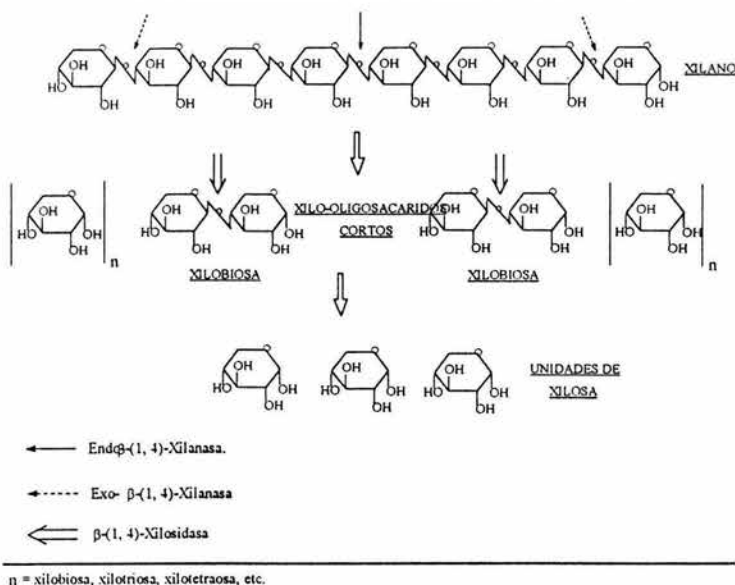 XILANO
XILO-OLIGOSACARIDOS
CORTOS
n
XILOBIOSA
XILOBIOSA
n
UNIDADES DE
XILOSA
Endoβ-(1, 4)-Xilanasa.
Exo- β-(1, 4)-Xilanasa
β-(1, 4)-Xilosidasa
n = xilobiosa, xilotriosa, xilotetraosa, etc.